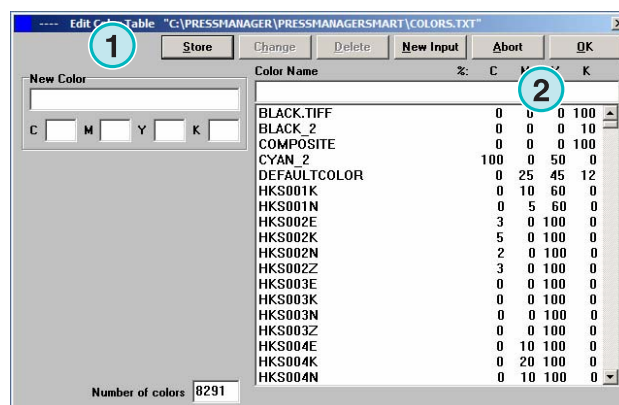 ---- Edit Color Table "C:\PRESSMANAGER\PRESSMANAGERSMART\COLORS.TXT"
1
Store Change Delete New Input Abort OK
New Color
C M Y K
Color Name %: C M Y K
2
BLACK.TIFF 0 0 0 100
BLACK_2 0 0 0 10
COMPOSITE 0 0 0 100
CYAN_2 100 0 50 0
DEFAULTCOLOR 0 25 45 12
HKS001K 0 10 60 0
HKS001N 0 5 60 0
HKS002E 3 0 100 0
HKS002K 5 0 100 0
HKS002N 2 0 100 0
HKS002Z 3 0 100 0
HKS003E 0 0 100 0
HKS003K 0 0 100 0
HKS003N 0 0 100 0
HKS003Z 0 0 100 0
HKS004E 0 10 100 0
HKS004K 0 20 100 0
HKS004N 0 10 100 0
Number of colors 8291